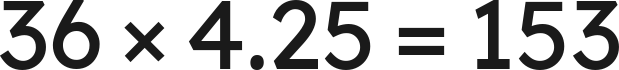 36 × 4.25 = 153